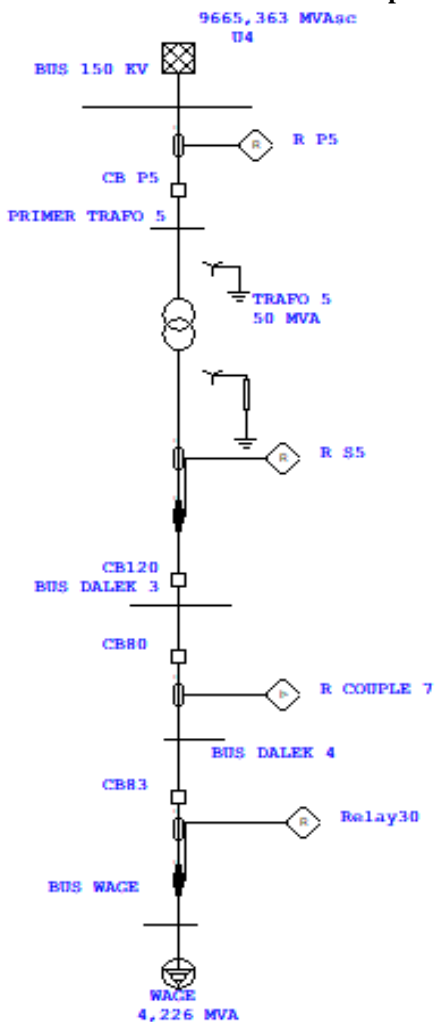 9665,363 MVAsc
U4
BUS 150 KV
R
R P5
CB P5
PRIMER TRAFO 5
TRAFO 5
50 MVA
R
R S5
CB120
BUS DALEK 3
CB80
R COUPLE 7
BUS DALEK 4
CB83
R
Relay30
BUS WAGE
WAGE
4,226 MVA